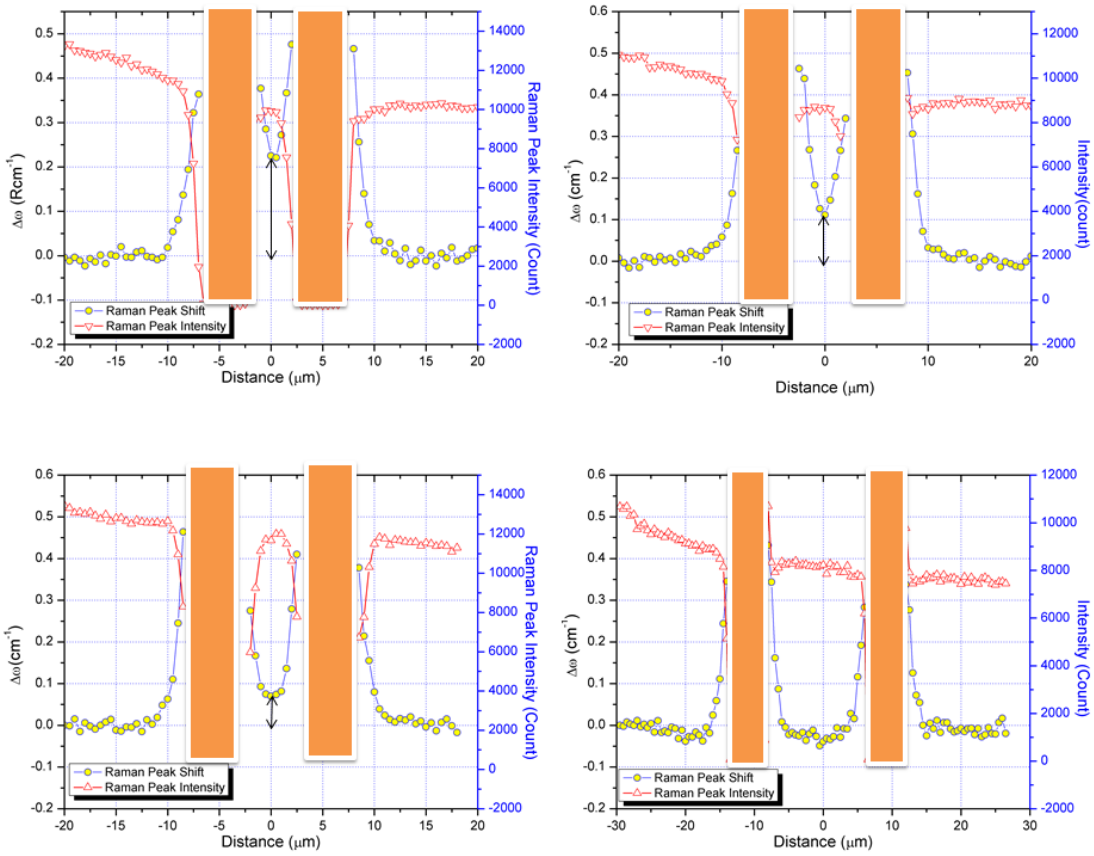 0.5
0.4
0.3
0.2
0.1
0.0
-0.1
-0.2
Δω (Rcm⁻¹)
14000
12000
10000
8000
6000
4000
2000
0
-2000
Raman Peak Intensity (Count)
Raman Peak Shift
Raman Peak Intensity
-20 -15 -10 -5 0 5 10 15 20
Distance (μm)
0.6
0.5
0.4
0.3
0.2
0.1
0.0
-0.1
-0.2
Δω (cm⁻¹)
12000
10000
8000
6000
4000
2000
0
-2000
Intensity(count)
Raman Peak Shift
Raman Peak Intensity
-20 -10 0 10 20
Distance (μm)
0.6
0.5
0.4
0.3
0.2
0.1
0.0
-0.1
-0.2
Δω(cm⁻¹)
14000
12000
10000
8000
6000
4000
2000
0
-2000
Raman Peak Intensity (Count)
Raman Peak Shift
Raman Peak Intensity
-20 -15 -10 -5 0 5 10 15 20
Distance (μm)
0.6
0.5
0.4
0.3
0.2
0.1
0.0
-0.1
-0.2
Δω (cm⁻¹)
12000
10000
8000
6000
4000
2000
0
-2000
Intensity (Count)
Raman Peak Shift
Raman Peak Intensity
-30 -20 -10 0 10 20 30
Distance (μm)